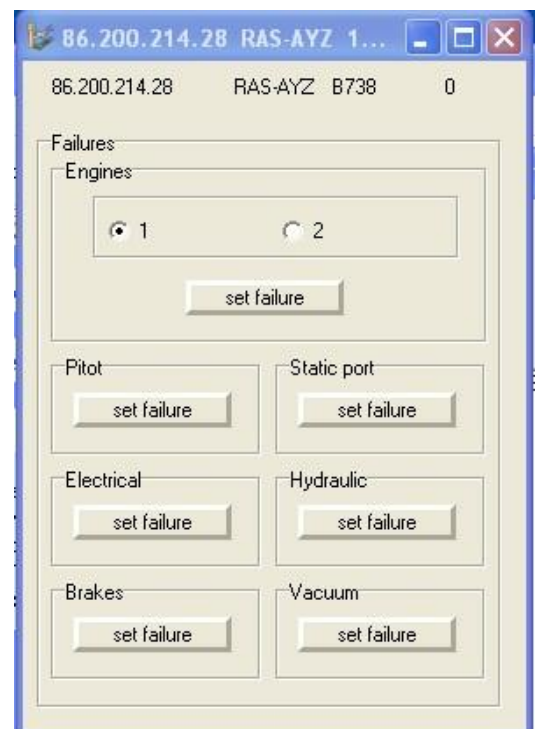 86.200.214.28 RAS-AYZ 1...
86.200.214.28 RAS-AYZ B738 0
Failures
Engines
1 2
set failure
Pitot Static port
set failure set failure
Electrical Hydraulic
set failure set failure
Brakes Vacuum
set failure set failure